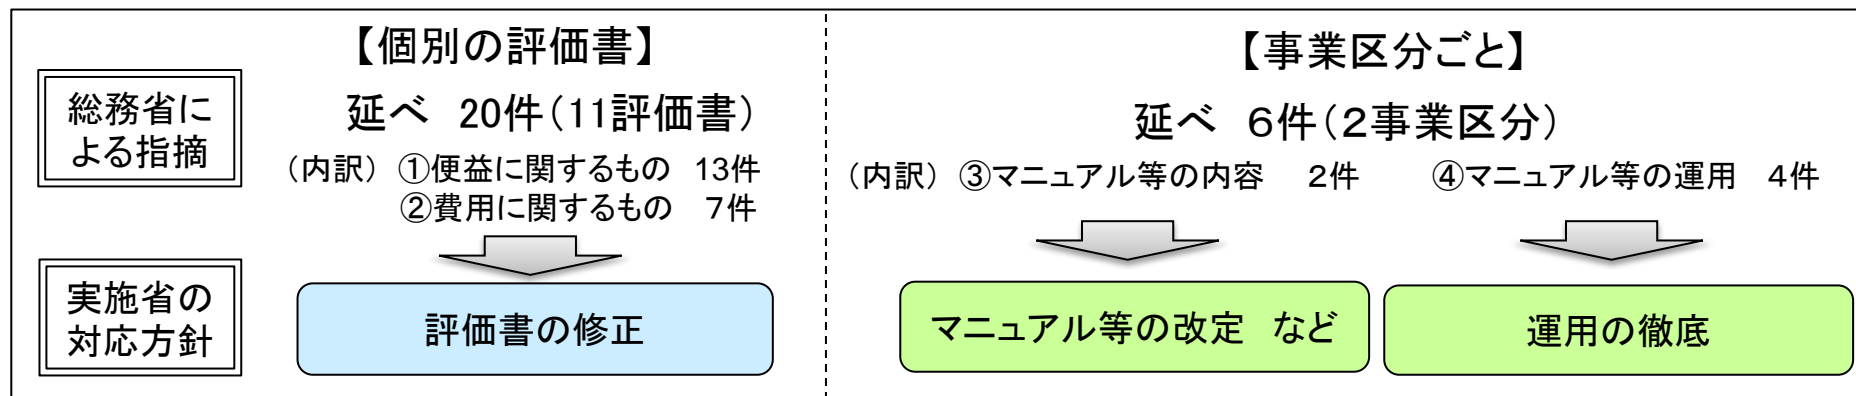 総務省に
よる指摘
【個別の評価書】
延べ 20件(11評価書)
(内訳) ①便益に関するもの 13件
②費用に関するもの 7件
【事業区分ごと】
延べ 6件(2事業区分)
(内訳) ③マニュアル等の内容 2件 ④マニュアル等の運用 4件
実施省の
対応方針
評価書の修正
マニュアル等の改定 など
運用の徹底